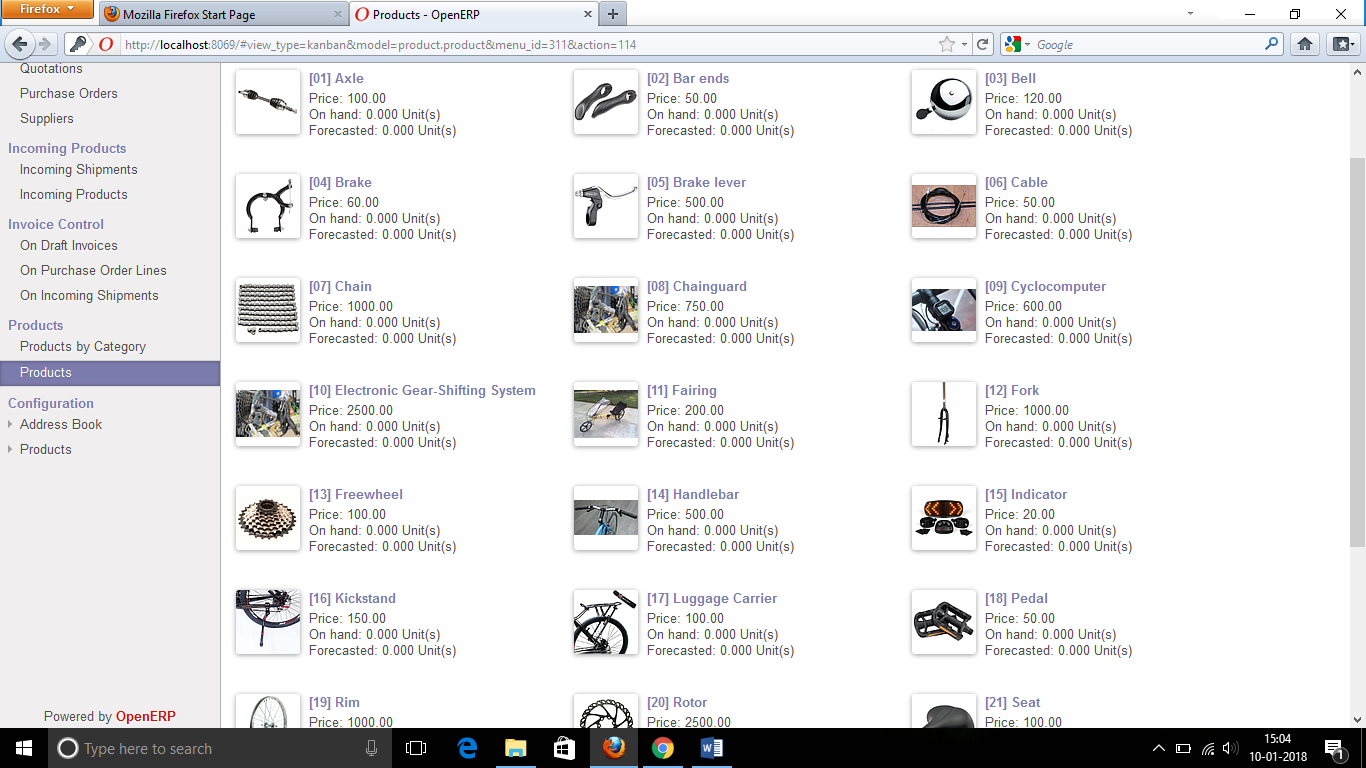 Firefox
Mozilla Firefox Start Page
Products - OpenERP
http://localhost:8069/#view_type=kanban&model=product.product&menu_id=311&action=114
Google
Quotations
Purchase Orders
Suppliers
Incoming Products
Incoming Shipments
Incoming Products
Invoice Control
On Draft Invoices
On Purchase Order Lines
On Incoming Shipments
Products
Products by Category
Products
Configuration
Address Book
Products
Powered by OpenERP
[01] Axle
Price: 100.00
On hand: 0.000 Unit(s)
Forecasted: 0.000 Unit(s)
[02] Bar ends
Price: 50.00
On hand: 0.000 Unit(s)
Forecasted: 0.000 Unit(s)
[03] Bell
Price: 120.00
On hand: 0.000 Unit(s)
Forecasted: 0.000 Unit(s)
[04] Brake
Price: 60.00
On hand: 0.000 Unit(s)
Forecasted: 0.000 Unit(s)
[05] Brake lever
Price: 500.00
On hand: 0.000 Unit(s)
Forecasted: 0.000 Unit(s)
[06] Cable
Price: 50.00
On hand: 0.000 Unit(s)
Forecasted: 0.000 Unit(s)
[07] Chain
Price: 1000.00
On hand: 0.000 Unit(s)
Forecasted: 0.000 Unit(s)
[08] Chainguard
Price: 750.00
On hand: 0.000 Unit(s)
Forecasted: 0.000 Unit(s)
[09] Cyclocomputer
Price: 600.00
On hand: 0.000 Unit(s)
Forecasted: 0.000 Unit(s)
[10] Electronic Gear-Shifting System
Price: 2500.00
On hand: 0.000 Unit(s)
Forecasted: 0.000 Unit(s)
[11] Fairing
Price: 200.00
On hand: 0.000 Unit(s)
Forecasted: 0.000 Unit(s)
[12] Fork
Price: 1000.00
On hand: 0.000 Unit(s)
Forecasted: 0.000 Unit(s)
[13] Freewheel
Price: 100.00
On hand: 0.000 Unit(s)
Forecasted: 0.000 Unit(s)
[14] Handlebar
Price: 500.00
On hand: 0.000 Unit(s)
Forecasted: 0.000 Unit(s)
[15] Indicator
Price: 20.00
On hand: 0.000 Unit(s)
Forecasted: 0.000 Unit(s)
[16] Kickstand
Price: 150.00
On hand: 0.000 Unit(s)
Forecasted: 0.000 Unit(s)
[17] Luggage Carrier
Price: 100.00
On hand: 0.000 Unit(s)
Forecasted: 0.000 Unit(s)
[18] Pedal
Price: 50.00
On hand: 0.000 Unit(s)
Forecasted: 0.000 Unit(s)
[19] Rim
Price: 1000.00
[20] Rotor
Price: 2500.00
[21] Seat
Price: 100.00
Type here to search
15:04
10-01-2018
1